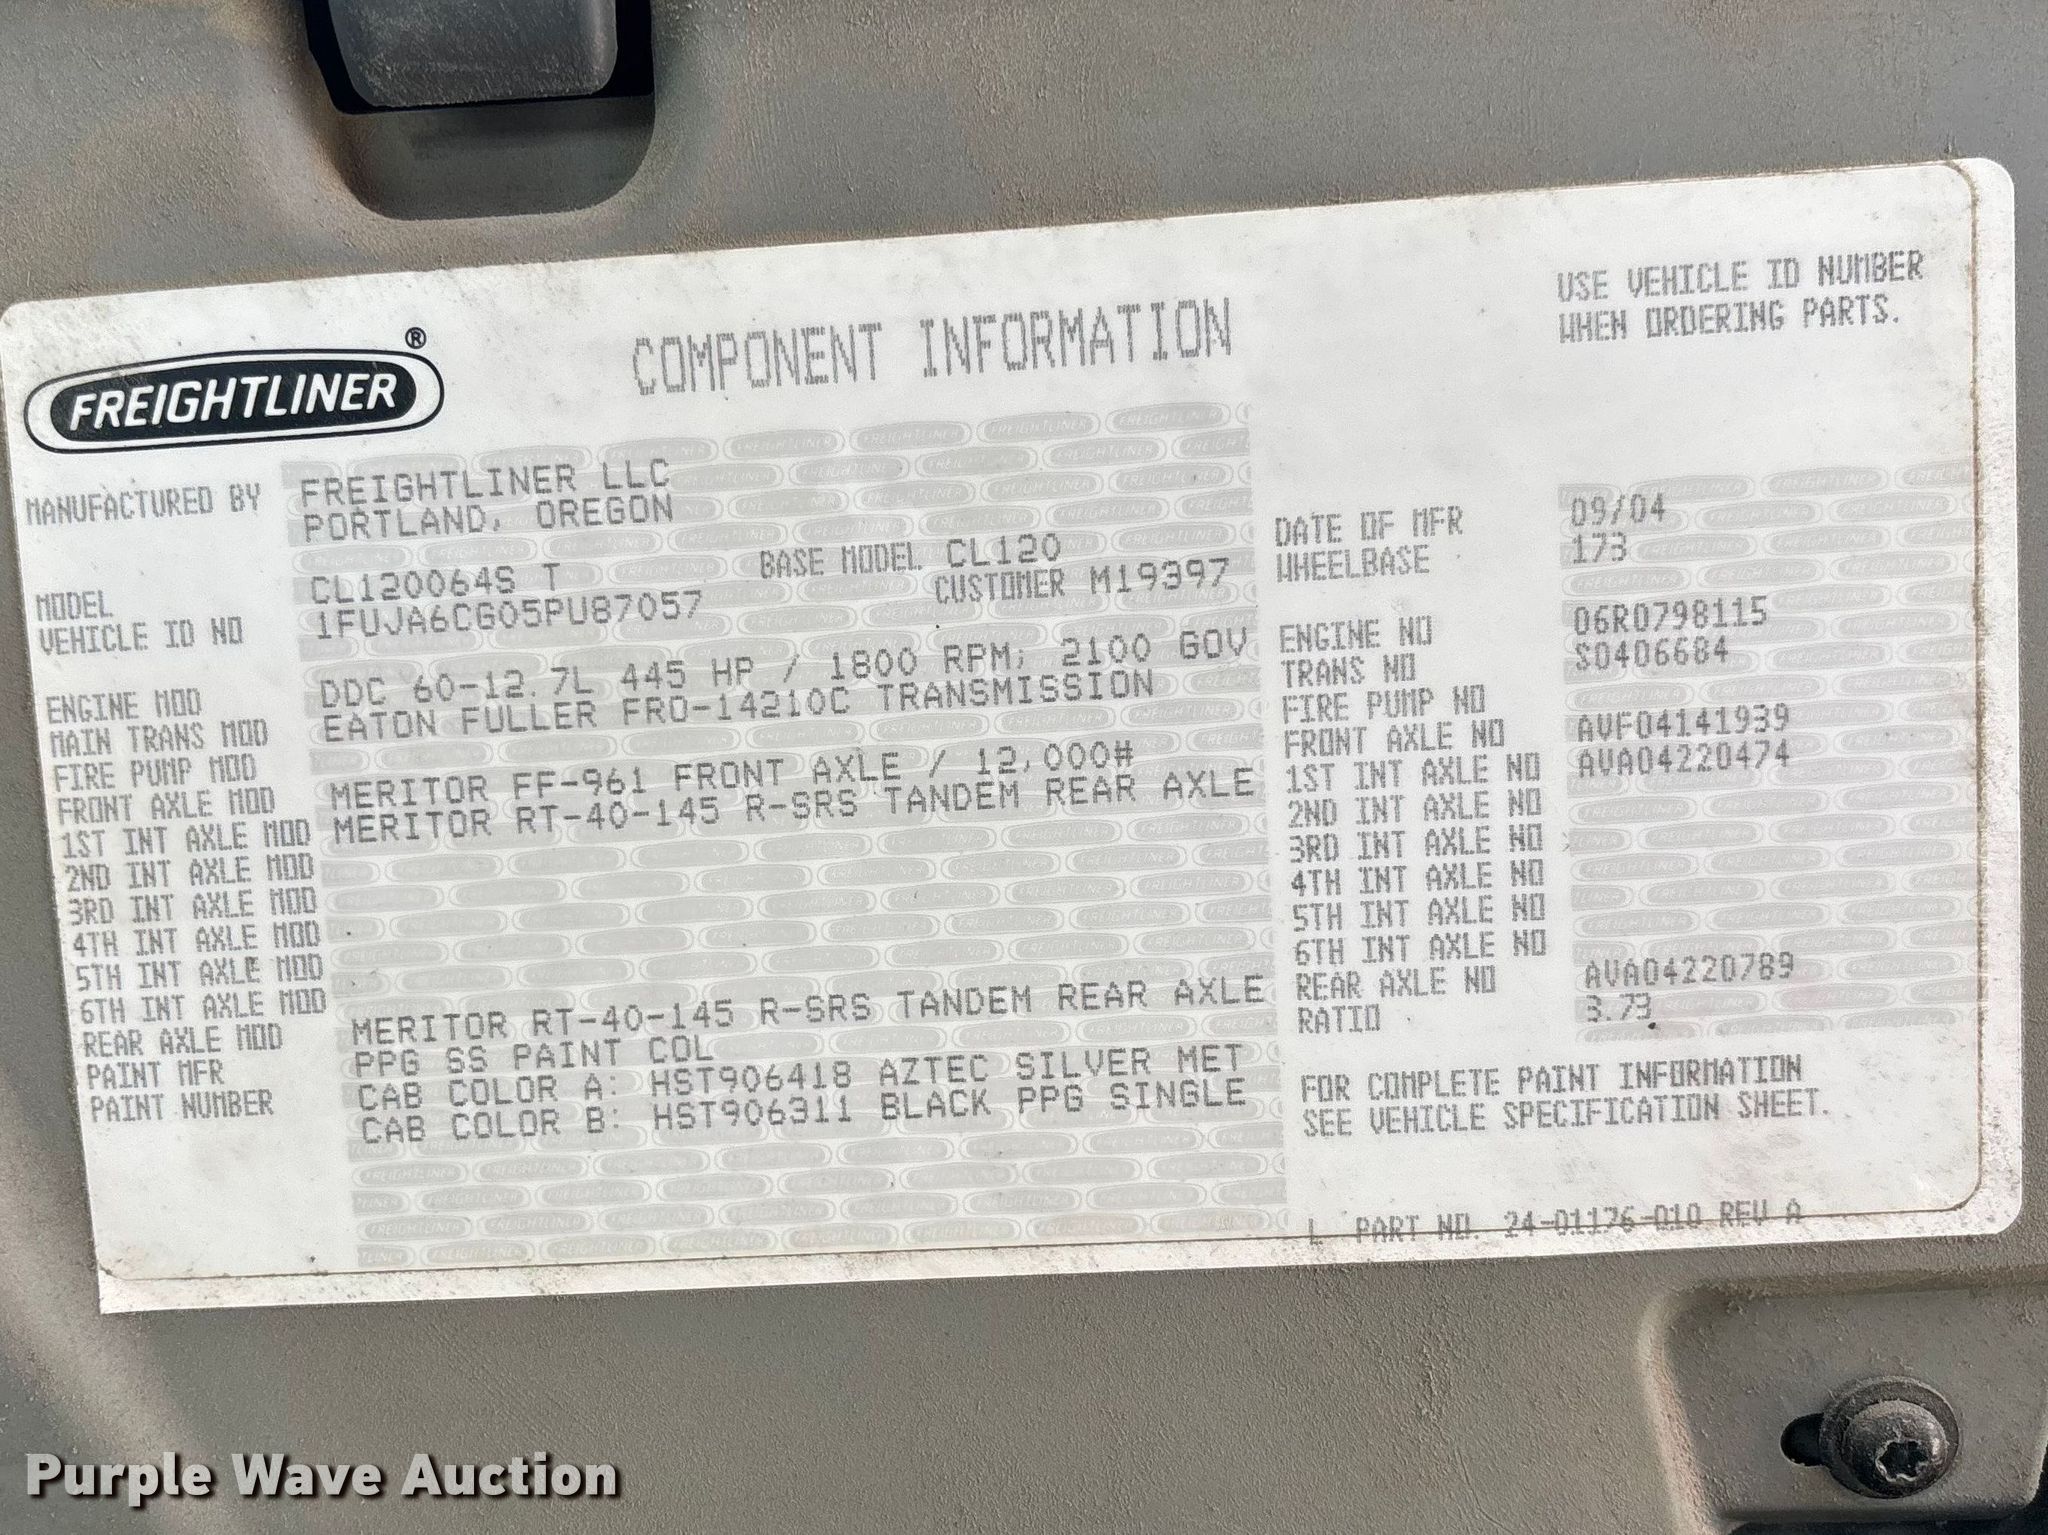 FREIGHTLINER ®
COMPONENT INFORMATION
USE VEHICLE ID NUMBER
WHEN ORDERING PARTS.
MANUFACTURED BY FREIGHTLINER LLC
PORTLAND, OREGON
MODEL CL120064S T BASE MODEL CL120
VEHICLE ID NO 1FUJA6CG05PU87057 CUSTOMER M19397
ENGINE MOD DDC 60-12.7L 445 HP / 1800 RPM; 2100 GOV
MAIN TRANS MOD EATON FULLER FRO-14210C TRANSMISSION
FIRE PUMP MOD
FRONT AXLE MOD MERITOR FF-961 FRONT AXLE / 12,000#
1ST INT AXLE MOD MERITOR RT-40-145 R-SRS TANDEM REAR AXLE
2ND INT AXLE MOD
3RD INT AXLE MOD
4TH INT AXLE MOD
5TH INT AXLE MOD
6TH INT AXLE MOD
REAR AXLE MOD MERITOR RT-40-145 R-SRS TANDEM REAR AXLE
PAINT MFR PPG SS PAINT COL
PAINT NUMBER CAB COLOR A: HST906418 AZTEC SILVER MET
CAB COLOR B: HST906311 BLACK PPG SINGLE
DATE OF MFR 09/04
WHEELBASE 173
ENGINE NO 06R0798115
TRANS NO S0406684
FIRE PUMP NO
FRONT AXLE NO AVF04141939
1ST INT AXLE NO AVA04220474
2ND INT AXLE NO
3RD INT AXLE NO
4TH INT AXLE NO
5TH INT AXLE NO
6TH INT AXLE NO
REAR AXLE NO AVA04220789
RATIO 3.73
FOR COMPLETE PAINT INFORMATION
SEE VEHICLE SPECIFICATION SHEET.
L PART NO. 24-01176-010 REV A
Purple Wave Auction